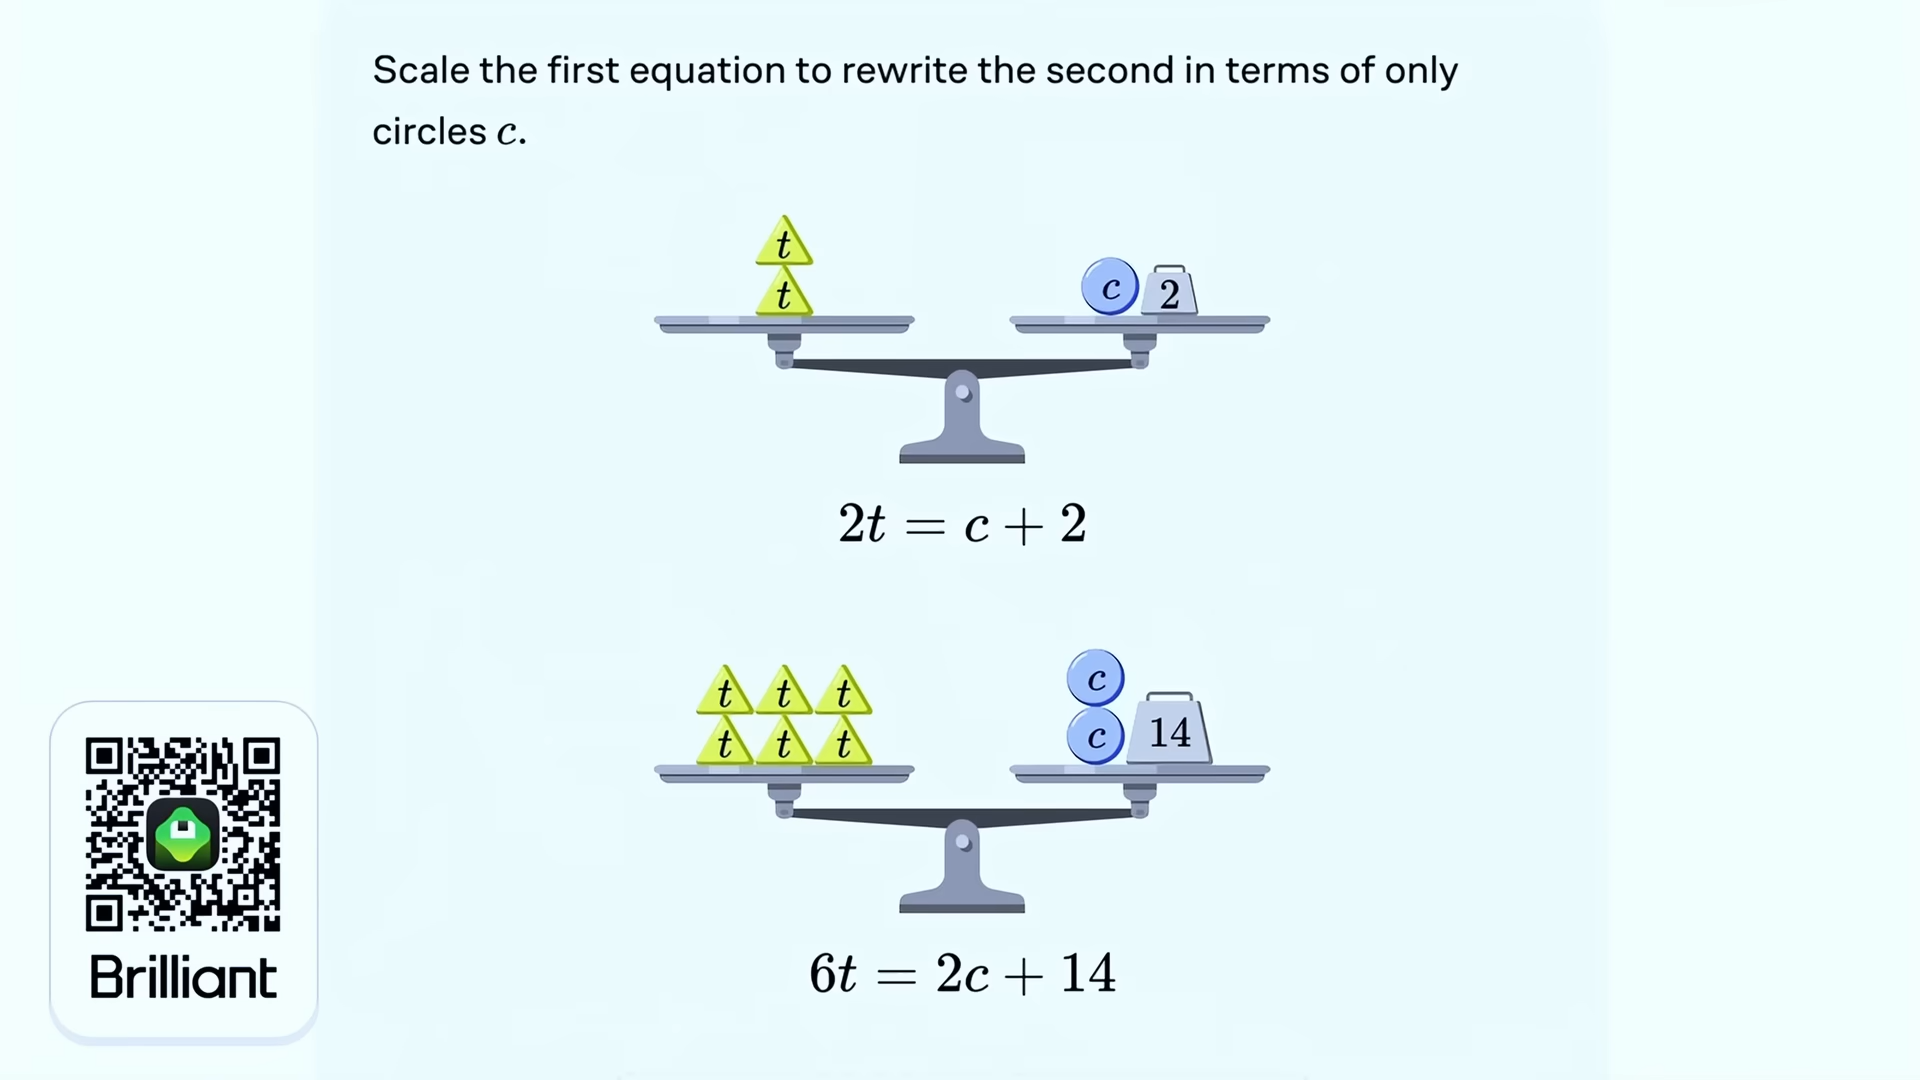 Scale the first equation to rewrite the second in terms of only
circles c.
t
t
c 2
2t = c + 2
t t t
t t t
c
c 14
6t = 2c + 14
Brilliant